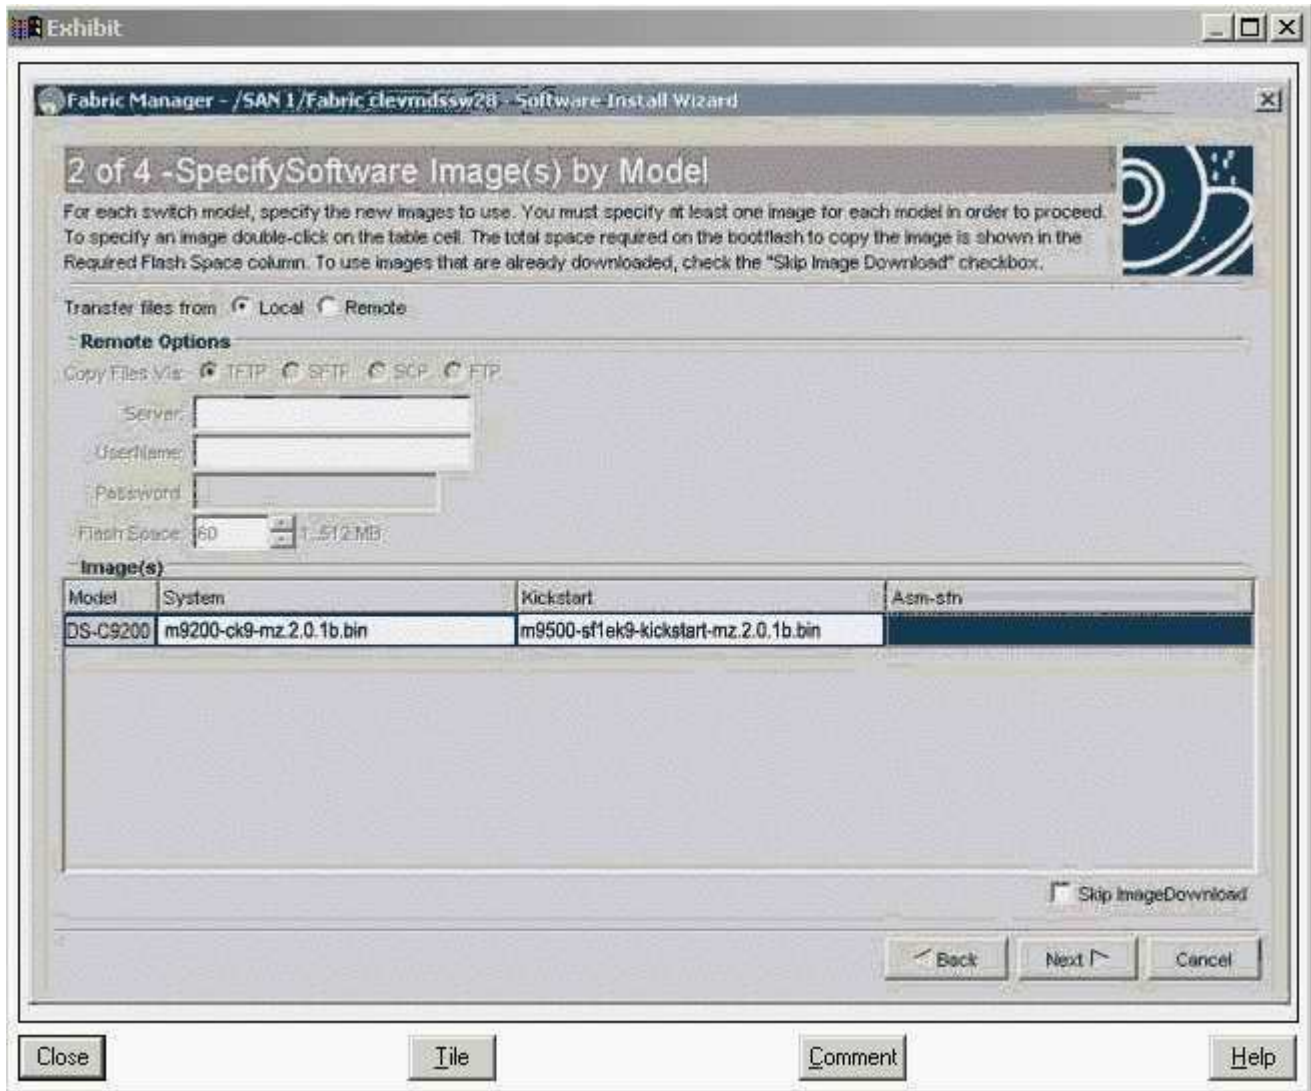 Exhibit
Fabric Manager - /SAN 1/Fabric clevmdssw28 - Software Install Wizard
2 of 4 -SpecifySoftware Image(s) by Model
For each switch model, specify the new images to use. You must specify at least one image for each model in order to proceed.
To specify an image double-click on the table cell. The total space required on the bootflash to copy the image is shown in the
Required Flash Space column. To use images that are already downloaded, check the "Skip Image Download" checkbox.
Transfer files from Local Remote
Remote Options
Copy Files Via: TFTP SFTP SCP FTP
Server:
UserName:
Password
Flash Space: 60 1..512 MB
Image(s)
Model System Kickstart Asm-sfn
DS-C9200 m9200-ck9-mz.2.0.1b.bin m9500-sf1ek9-kickstart-mz.2.0.1b.bin
Skip ImageDownload
Back Next Cancel
Close Tile Comment Help